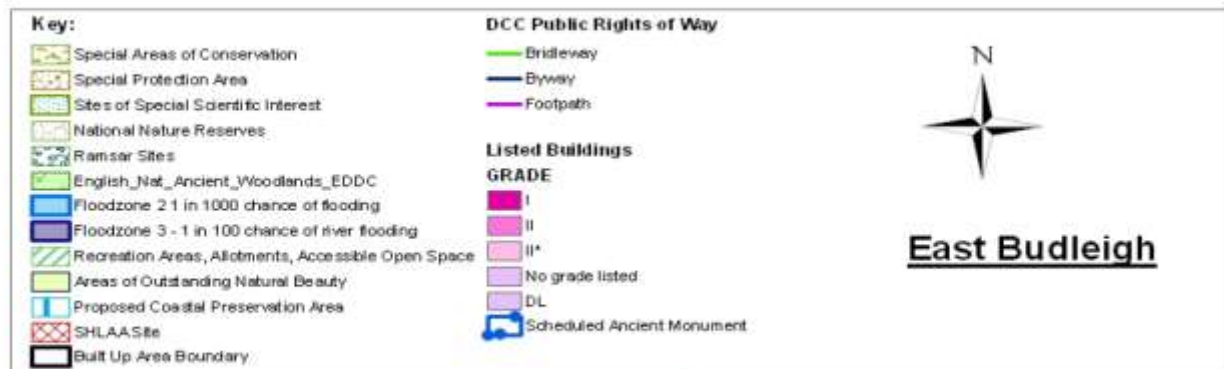 Key:
Special Areas of Conservation
Special Protection Area
Sites of Special Scientific Interest
National Nature Reserves
Ramsar Sites
English_Nat_Ancient_Woodlands_EDDC
Floodzone 2 1 in 1000 chance of flooding
Floodzone 3 - 1 in 100 chance of river flooding
Recreation Areas, Allotments, Accessible Open Space
Areas of Outstanding Natural Beauty
Proposed Coastal Preservation Area
SHLAASite
Built Up Area Boundary
DCC Public Rights of Way
Bridleway
Byway
Footpath
Listed Buildings
GRADE
I
II
II*
No grade listed
DL
Scheduled Ancient Monument
N
East Budleigh